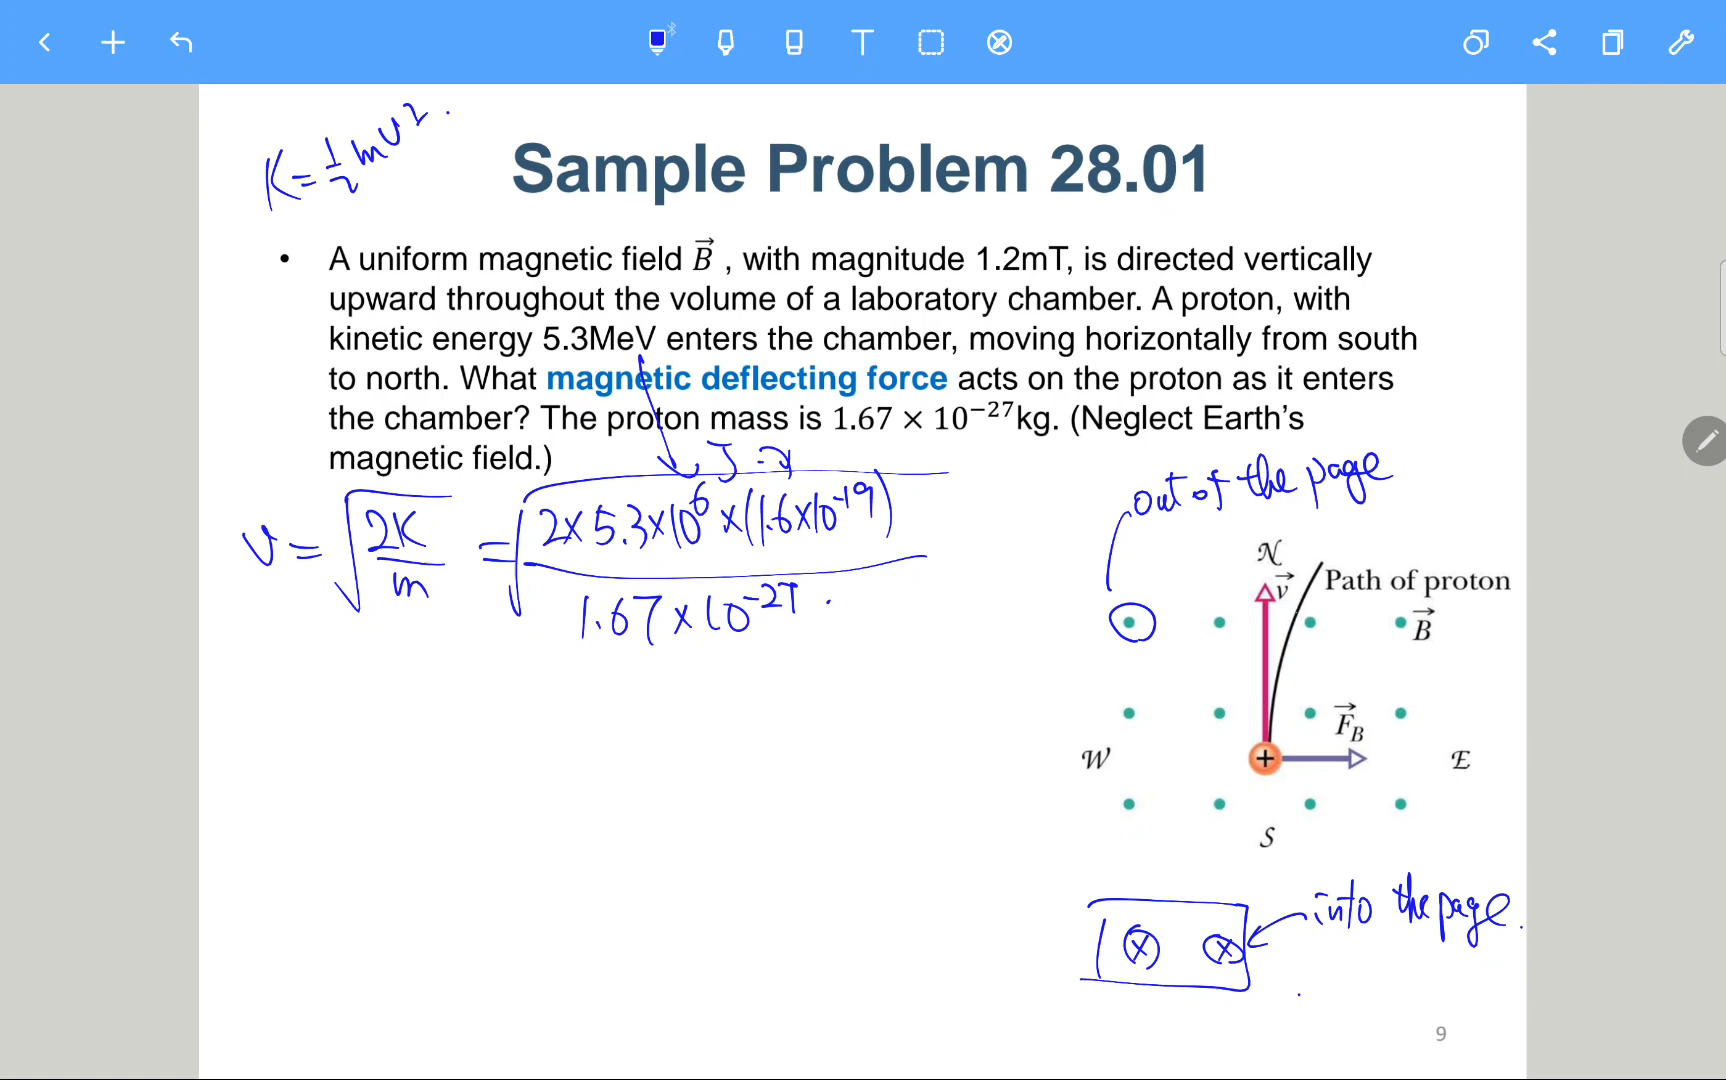 K = 1/2 mv².
Sample Problem 28.01
• A uniform magnetic field B⃗ , with magnitude 1.2mT, is directed vertically
upward throughout the volume of a laboratory chamber. A proton, with
kinetic energy 5.3MeV enters the chamber, moving horizontally from south
to north. What magnetic deflecting force acts on the proton as it enters
the chamber? The proton mass is 1.67 × 10⁻²⁷kg. (Neglect Earth’s
magnetic field.)
J
v = √(2K/m) = √(2×5.3×10⁶×(1.6×10⁻¹⁹)/1.67×10⁻²⁷).
out of the page
N
v⃗
Path of proton
B⃗
F⃗_B
W
+
E
S
into the page.
9